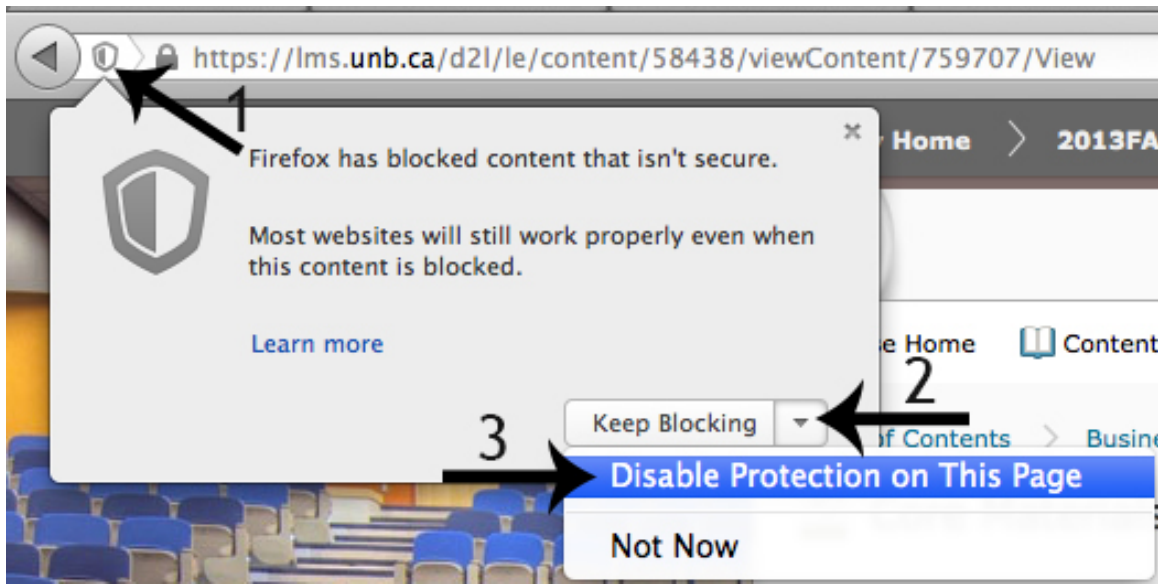 https://lms.unb.ca/d2l/le/content/58438/viewContent/759707/View
1
Home
2013FA
Firefox has blocked content that isn't secure.
Most websites will still work properly even when
this content is blocked.
Learn more
se Home
Content
2
3
Keep Blocking
of Contents
Busine
Disable Protection on This Page
Not Now